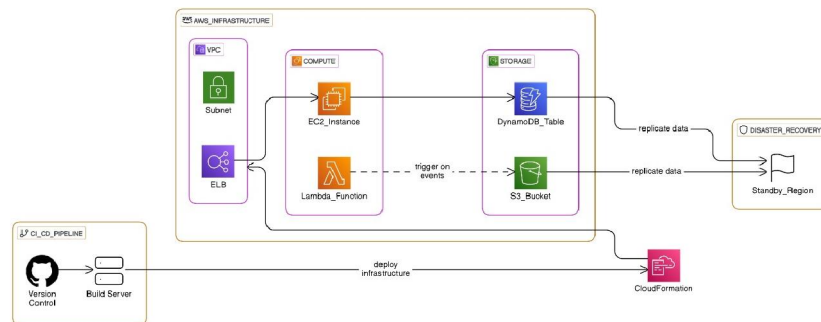 aws AWS_INFRASTRUCTURE
VPC
COMPUTE
STORAGE
Subnet
EC2_Instance
DynamoDB_Table
replicate data
DISASTER_RECOVERY
ELB
Lambda_Function
trigger on
events
S3_Bucket
replicate data
Standby_Region
CI_CD_PIPELINE
Version
Control
Build Server
deploy
infrastructure
CloudFormation